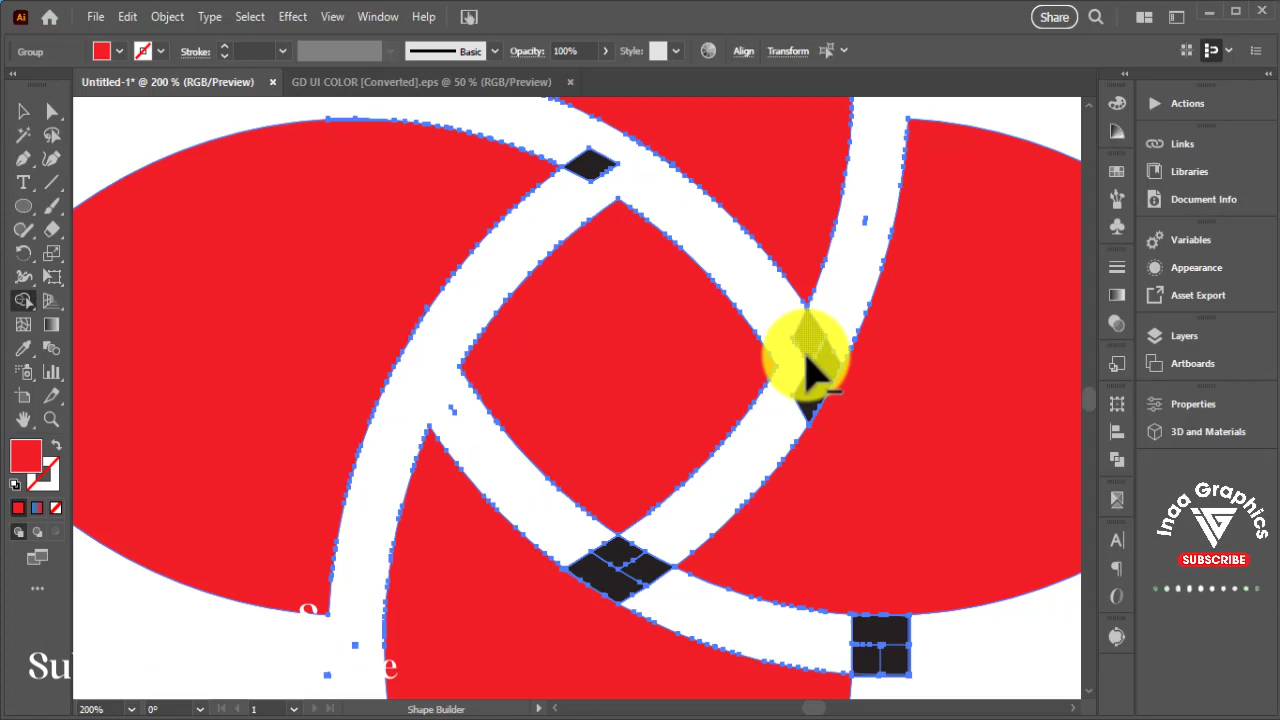 Ai
File Edit Object Type Select Effect View Window Help
Share
Group
Stroke:
Basic
Opacity: 100%
Style:
Align
Transform
Untitled-1* @ 200 % (RGB/Preview) ×
GD UI COLOR [Converted].eps @ 50 % (RGB/Preview) ×
Actions
Links
Libraries
Document Info
Variables
Appearance
Asset Export
Layers
Artboards
Properties
3D and Materials
Inaa Graphics
SUBSCRIBE
200%
0°
1
Shape Builder